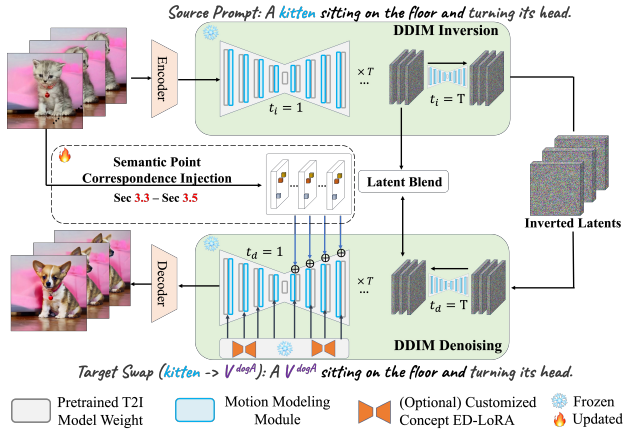 Source Prompt: A kitten sitting on the floor and turning its head.
DDIM Inversion
Encoder
× T
...
t_i = 1
t_i = T
Semantic Point
Correspondence Injection
Sec 3.3 – Sec 3.5
... ...
Latent Blend
Inverted Latents
Decoder
t_d = 1
× T
...
t_d = T
DDIM Denoising
Target Swap (kitten -> V^dogA): A V^dogA sitting on the floor and turning its head.
Pretrained T2I
Model Weight
Motion Modeling
Module
(Optional) Customized
Concept ED-LoRA
Frozen
Updated